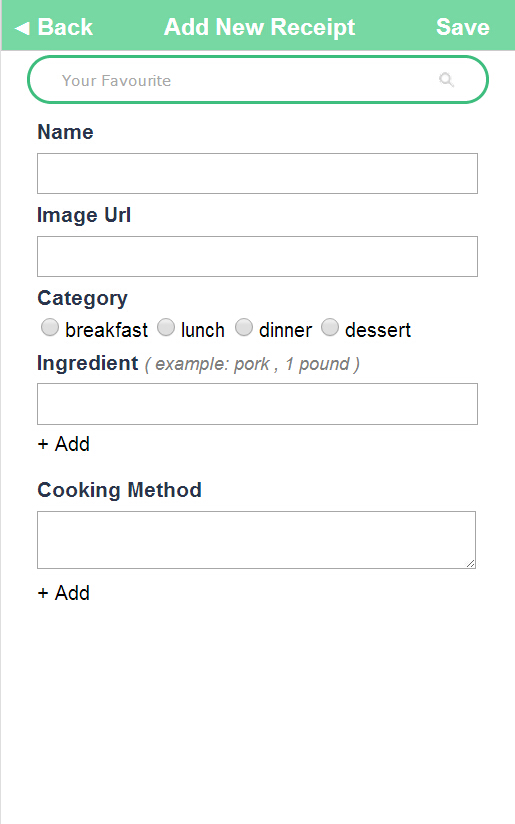 ◄ Back Add New Receipt Save
Your Favourite
Name
Image Url
Category
breakfast lunch dinner dessert
Ingredient ( example: pork , 1 pound )
+ Add
Cooking Method
+ Add